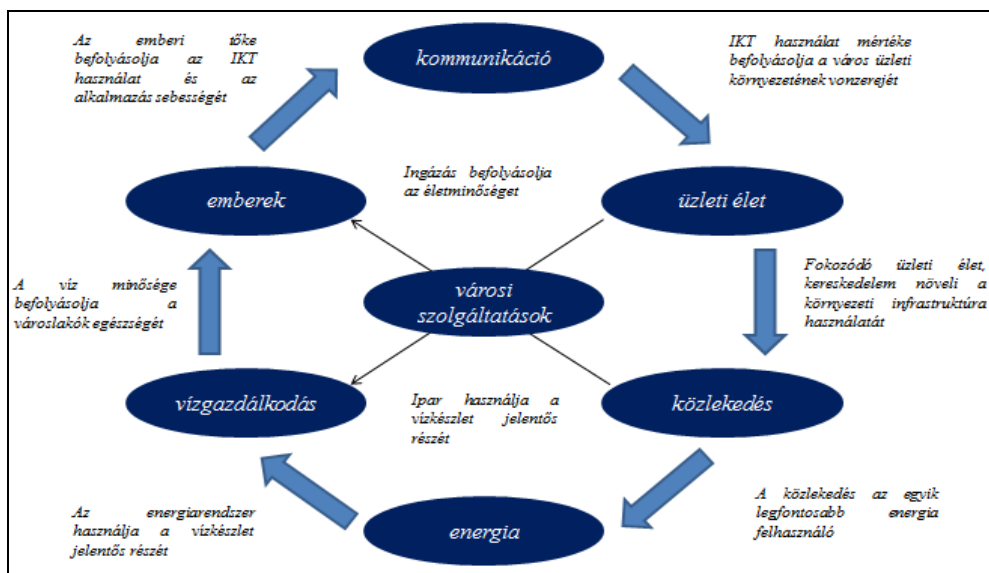 Az emberi tőke
befolyásolja az IKT
használat és az
alkalmazás sebességét
kommunikáció
IKT használat mértéke
befolyásolja a város üzleti
környezetének vonzerejét
Ingázás befolyásolja
az életminőséget
emberek
üzleti élet
A víz minősége
befolyásolja a
városlakók egészségét
városi
szolgáltatások
Fokozódó üzleti élet,
kereskedelem növeli a
környezeti infrastruktúra
használatát
vízgazdálkodás
Ipar használja a
vízkészlet jelentős
részét
közlekedés
Az energiarendszer
használja a vízkészlet
jelentős részét
energia
A közlekedés az egyik
legfontosabb energia
felhasználó